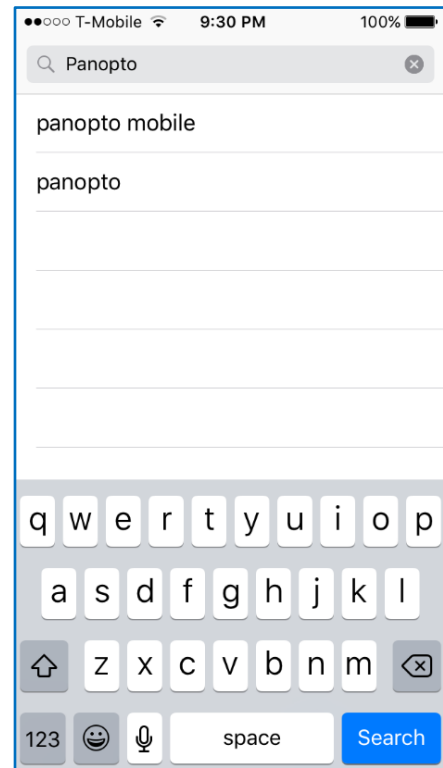 T-Mobile 9:30 PM 100%
Panopto
panopto mobile
panopto
q w e r t y u i o p
a s d f g h j k l
z x c v b n m
123 space Search